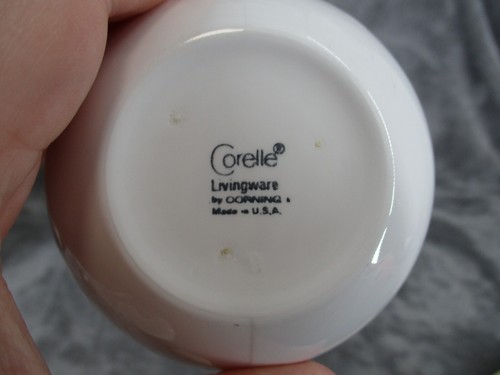 Corelle®
Livingware
by CORNING
Made in U.S.A.